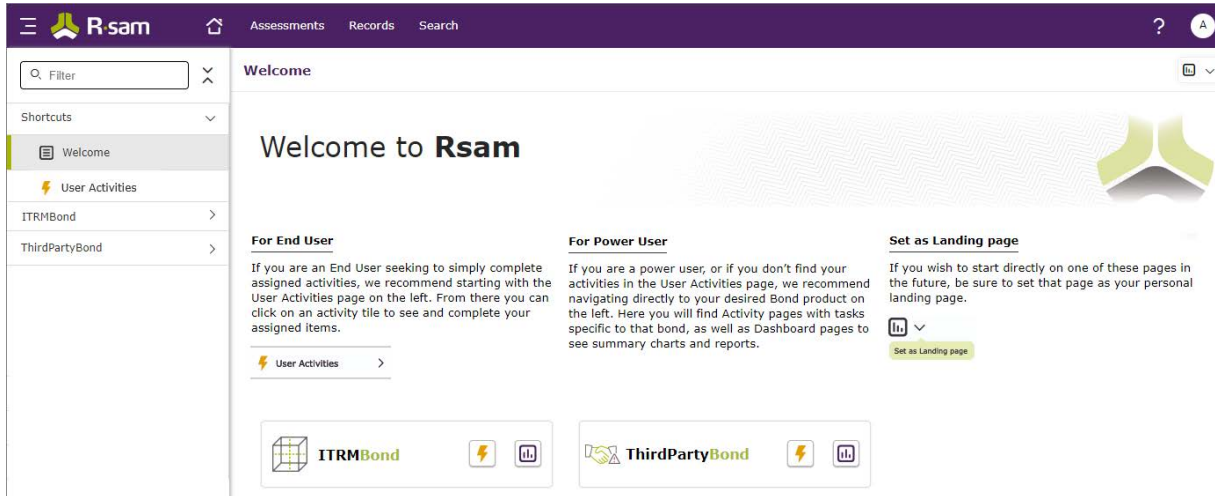 R·sam
Assessments Records Search
?
A
Filter
Shortcuts
Welcome
User Activities
ITRMBond
ThirdPartyBond
Welcome
Welcome to Rsam
For End User
If you are an End User seeking to simply complete
assigned activities, we recommend starting with the
User Activities page on the left. From there you can
click on an activity tile to see and complete your
assigned items.
User Activities
For Power User
If you are a power user, or if you don't find your
activities in the User Activities page, we recommend
navigating directly to your desired Bond product on
the left. Here you will find Activity pages with tasks
specific to that bond, as well as Dashboard pages to
see summary charts and reports.
Set as Landing page
If you wish to start directly on one of these pages in
the future, be sure to set that page as your personal
landing page.
Set as Landing page
ITRMBond
ThirdPartyBond